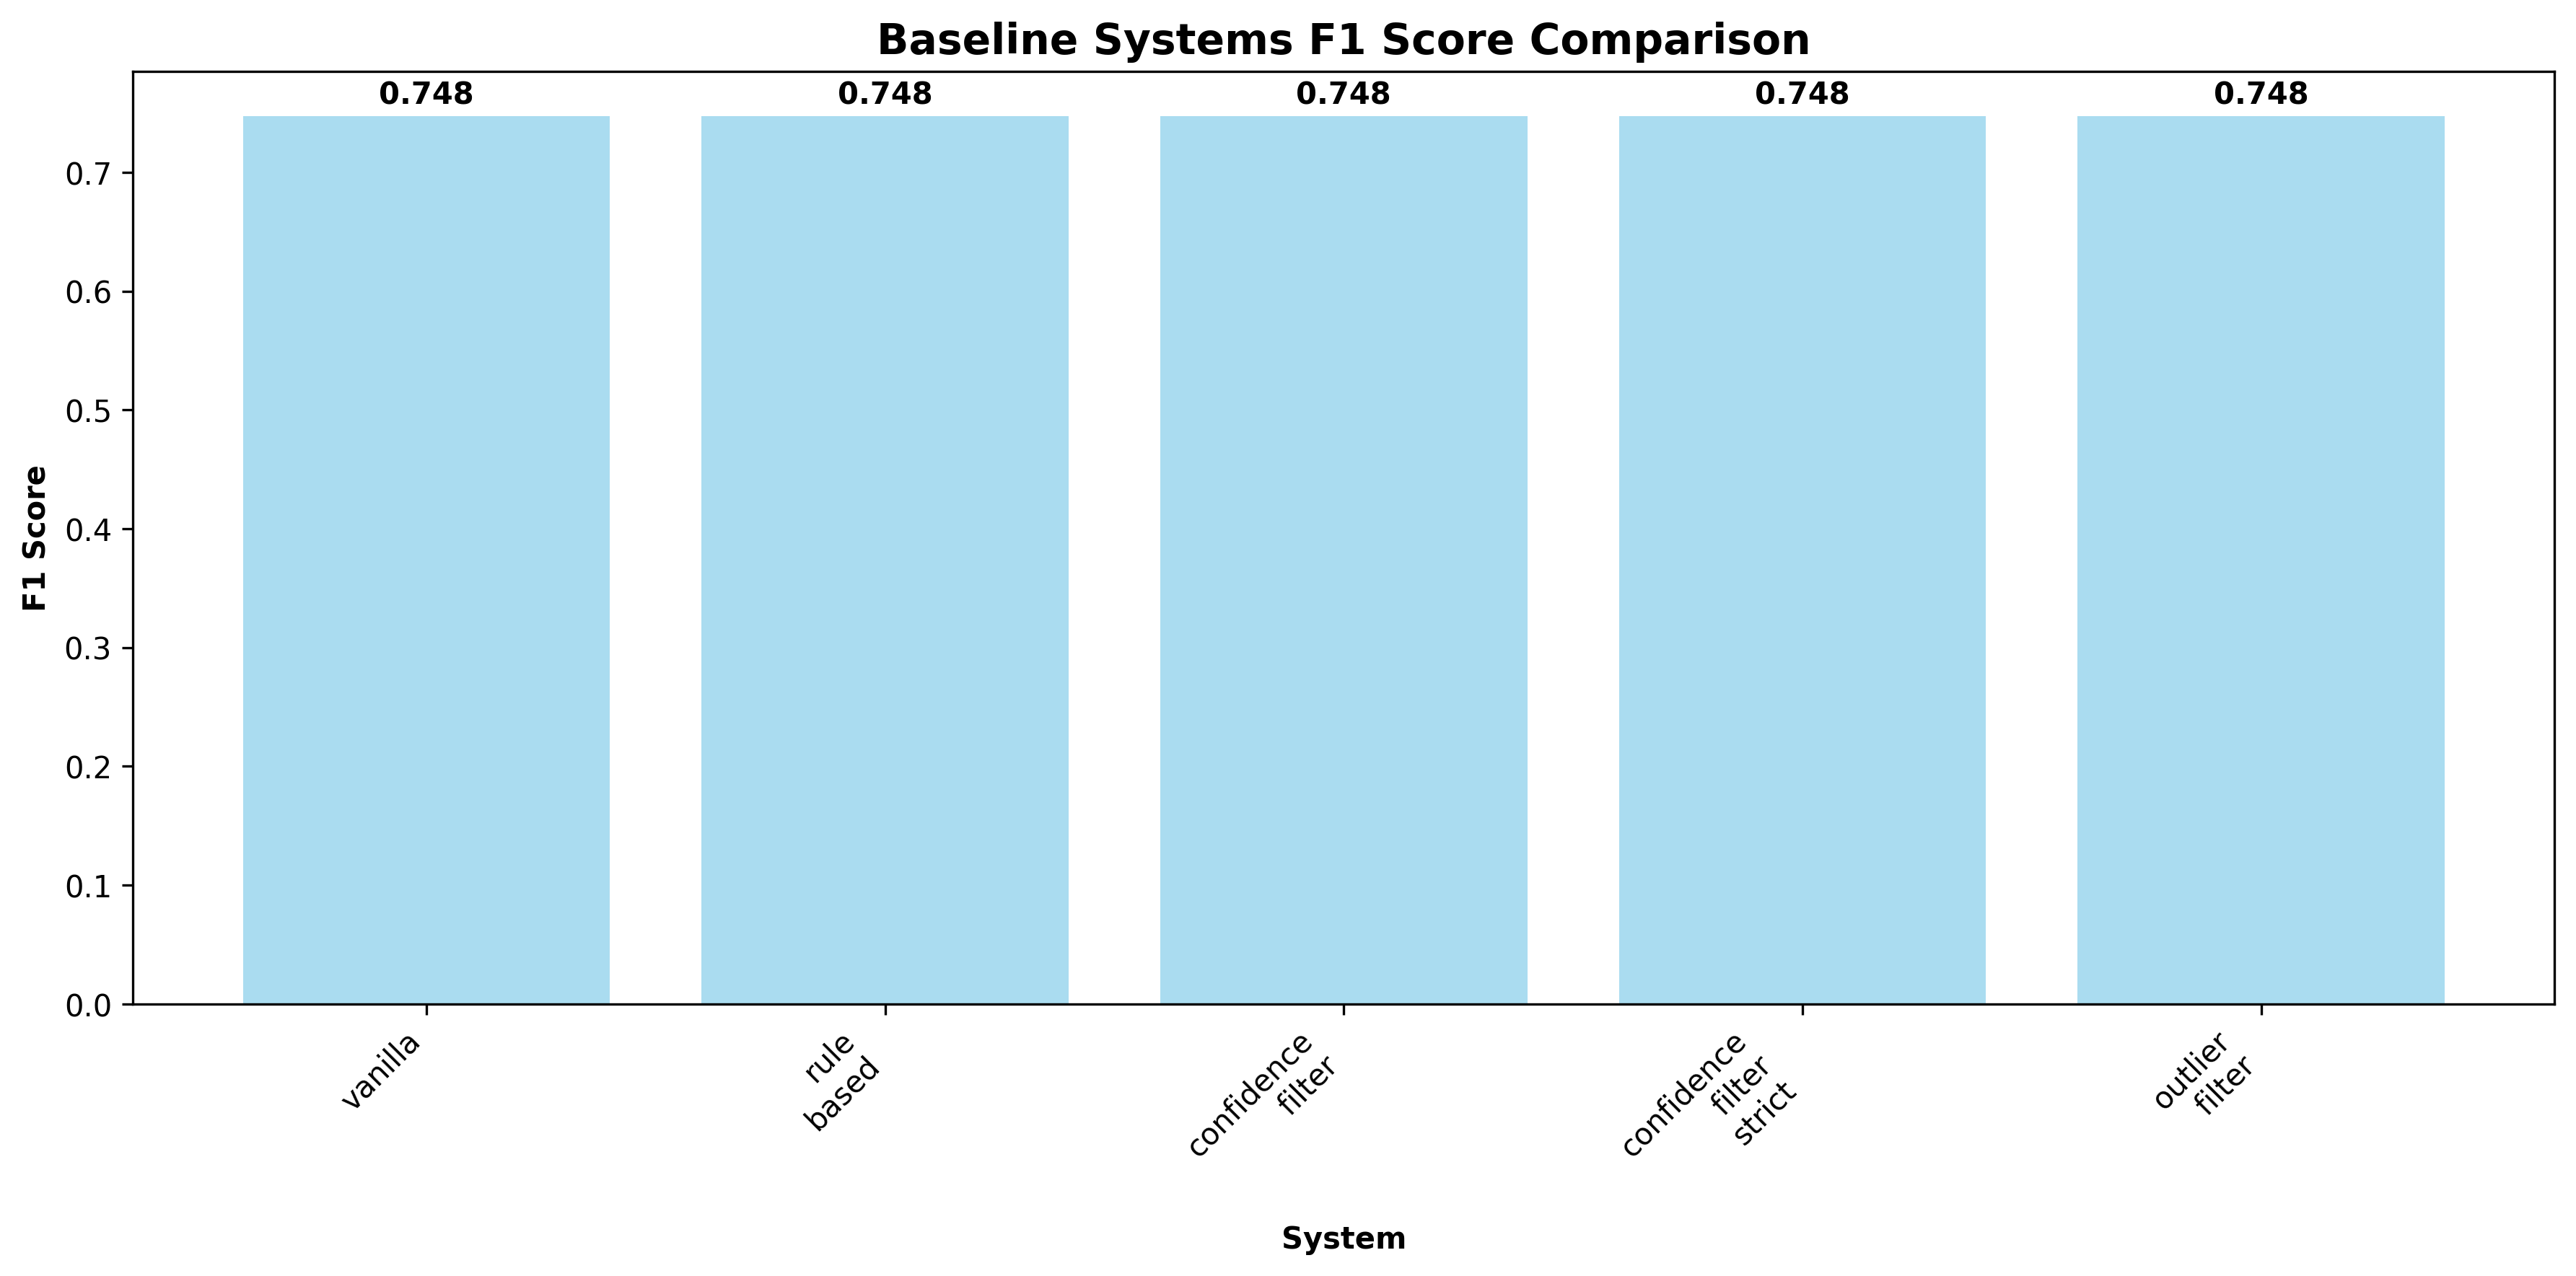 Baseline Systems F1 Score Comparison
0.748 0.748 0.748 0.748 0.748
F1 Score
0.7
0.6
0.5
0.4
0.3
0.2
0.1
0.0
vanilla
rule
based
confidence
filter
confidence
filter
strict
outlier
filter
System